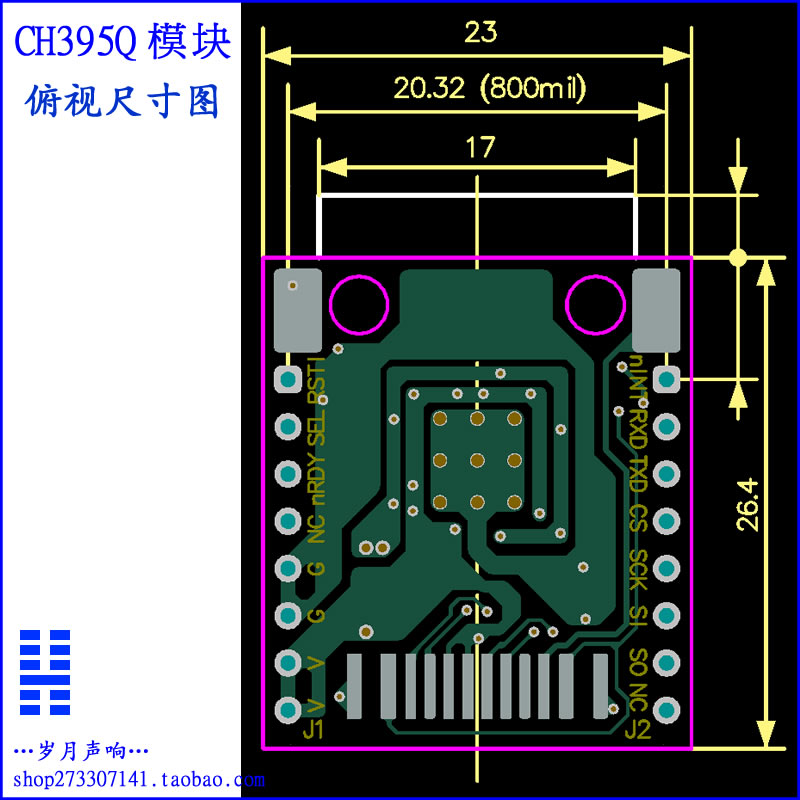 CH395Q 模块
俯视尺寸图
23
20.32 (800mil)
17
26.4
RSTI
SEL
nRDY
NC
G
G
V
V
J1
nINT
RXD
TXD
CS
SCK
SI
SO
NC
J2
…岁月声响…
shop273307141.taobao.com